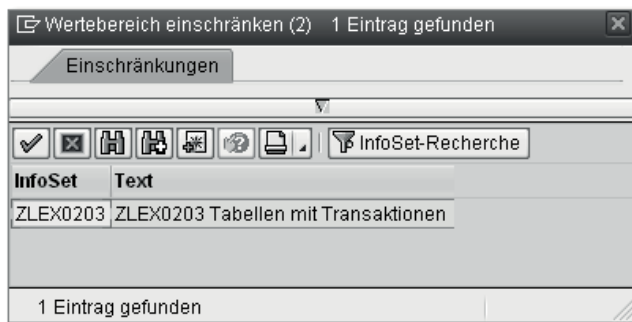 Wertebereich einschränken (2) 1 Eintrag gefunden
Einschränkungen
InfoSet-Recherche
InfoSet Text
ZLEX0203 ZLEX0203 Tabellen mit Transaktionen
1 Eintrag gefunden